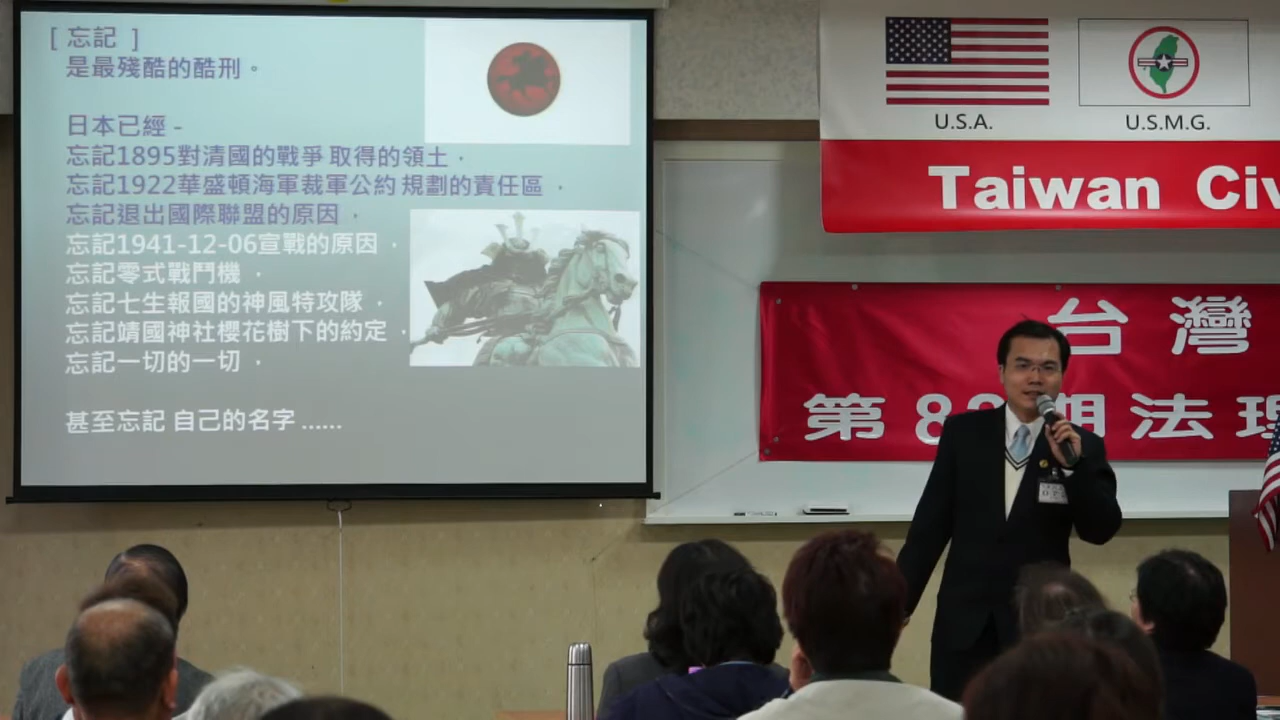 [ 忘記 ]
是最殘酷的酷刑。
日本已經 -
忘記1895對清國的戰爭 取得的領土，
忘記1922華盛頓海軍裁軍公約 規劃的責任區 ，
忘記退出國際聯盟的原因 ，
忘記1941-12-06宣戰的原因 ，
忘記零式戰鬥機 ，
忘記七生報國的神風特攻隊 ，
忘記靖國神社櫻花樹下的約定 ，
忘記一切的一切 ，
甚至忘記 自己的名字 ......
U.S.A.
U.S.M.G.
Taiwan Civ
台灣
第8 期法理